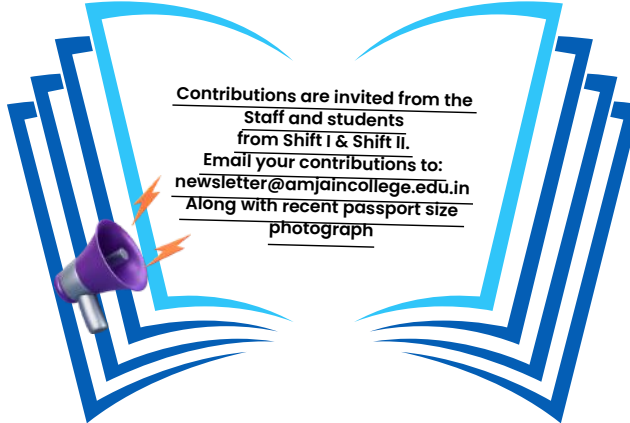 Contributions are invited from the
Staff and students
from Shift I & Shift II.
Email your contributions to:
newsletter@amjaincollege.edu.in
Along with recent passport size
photograph